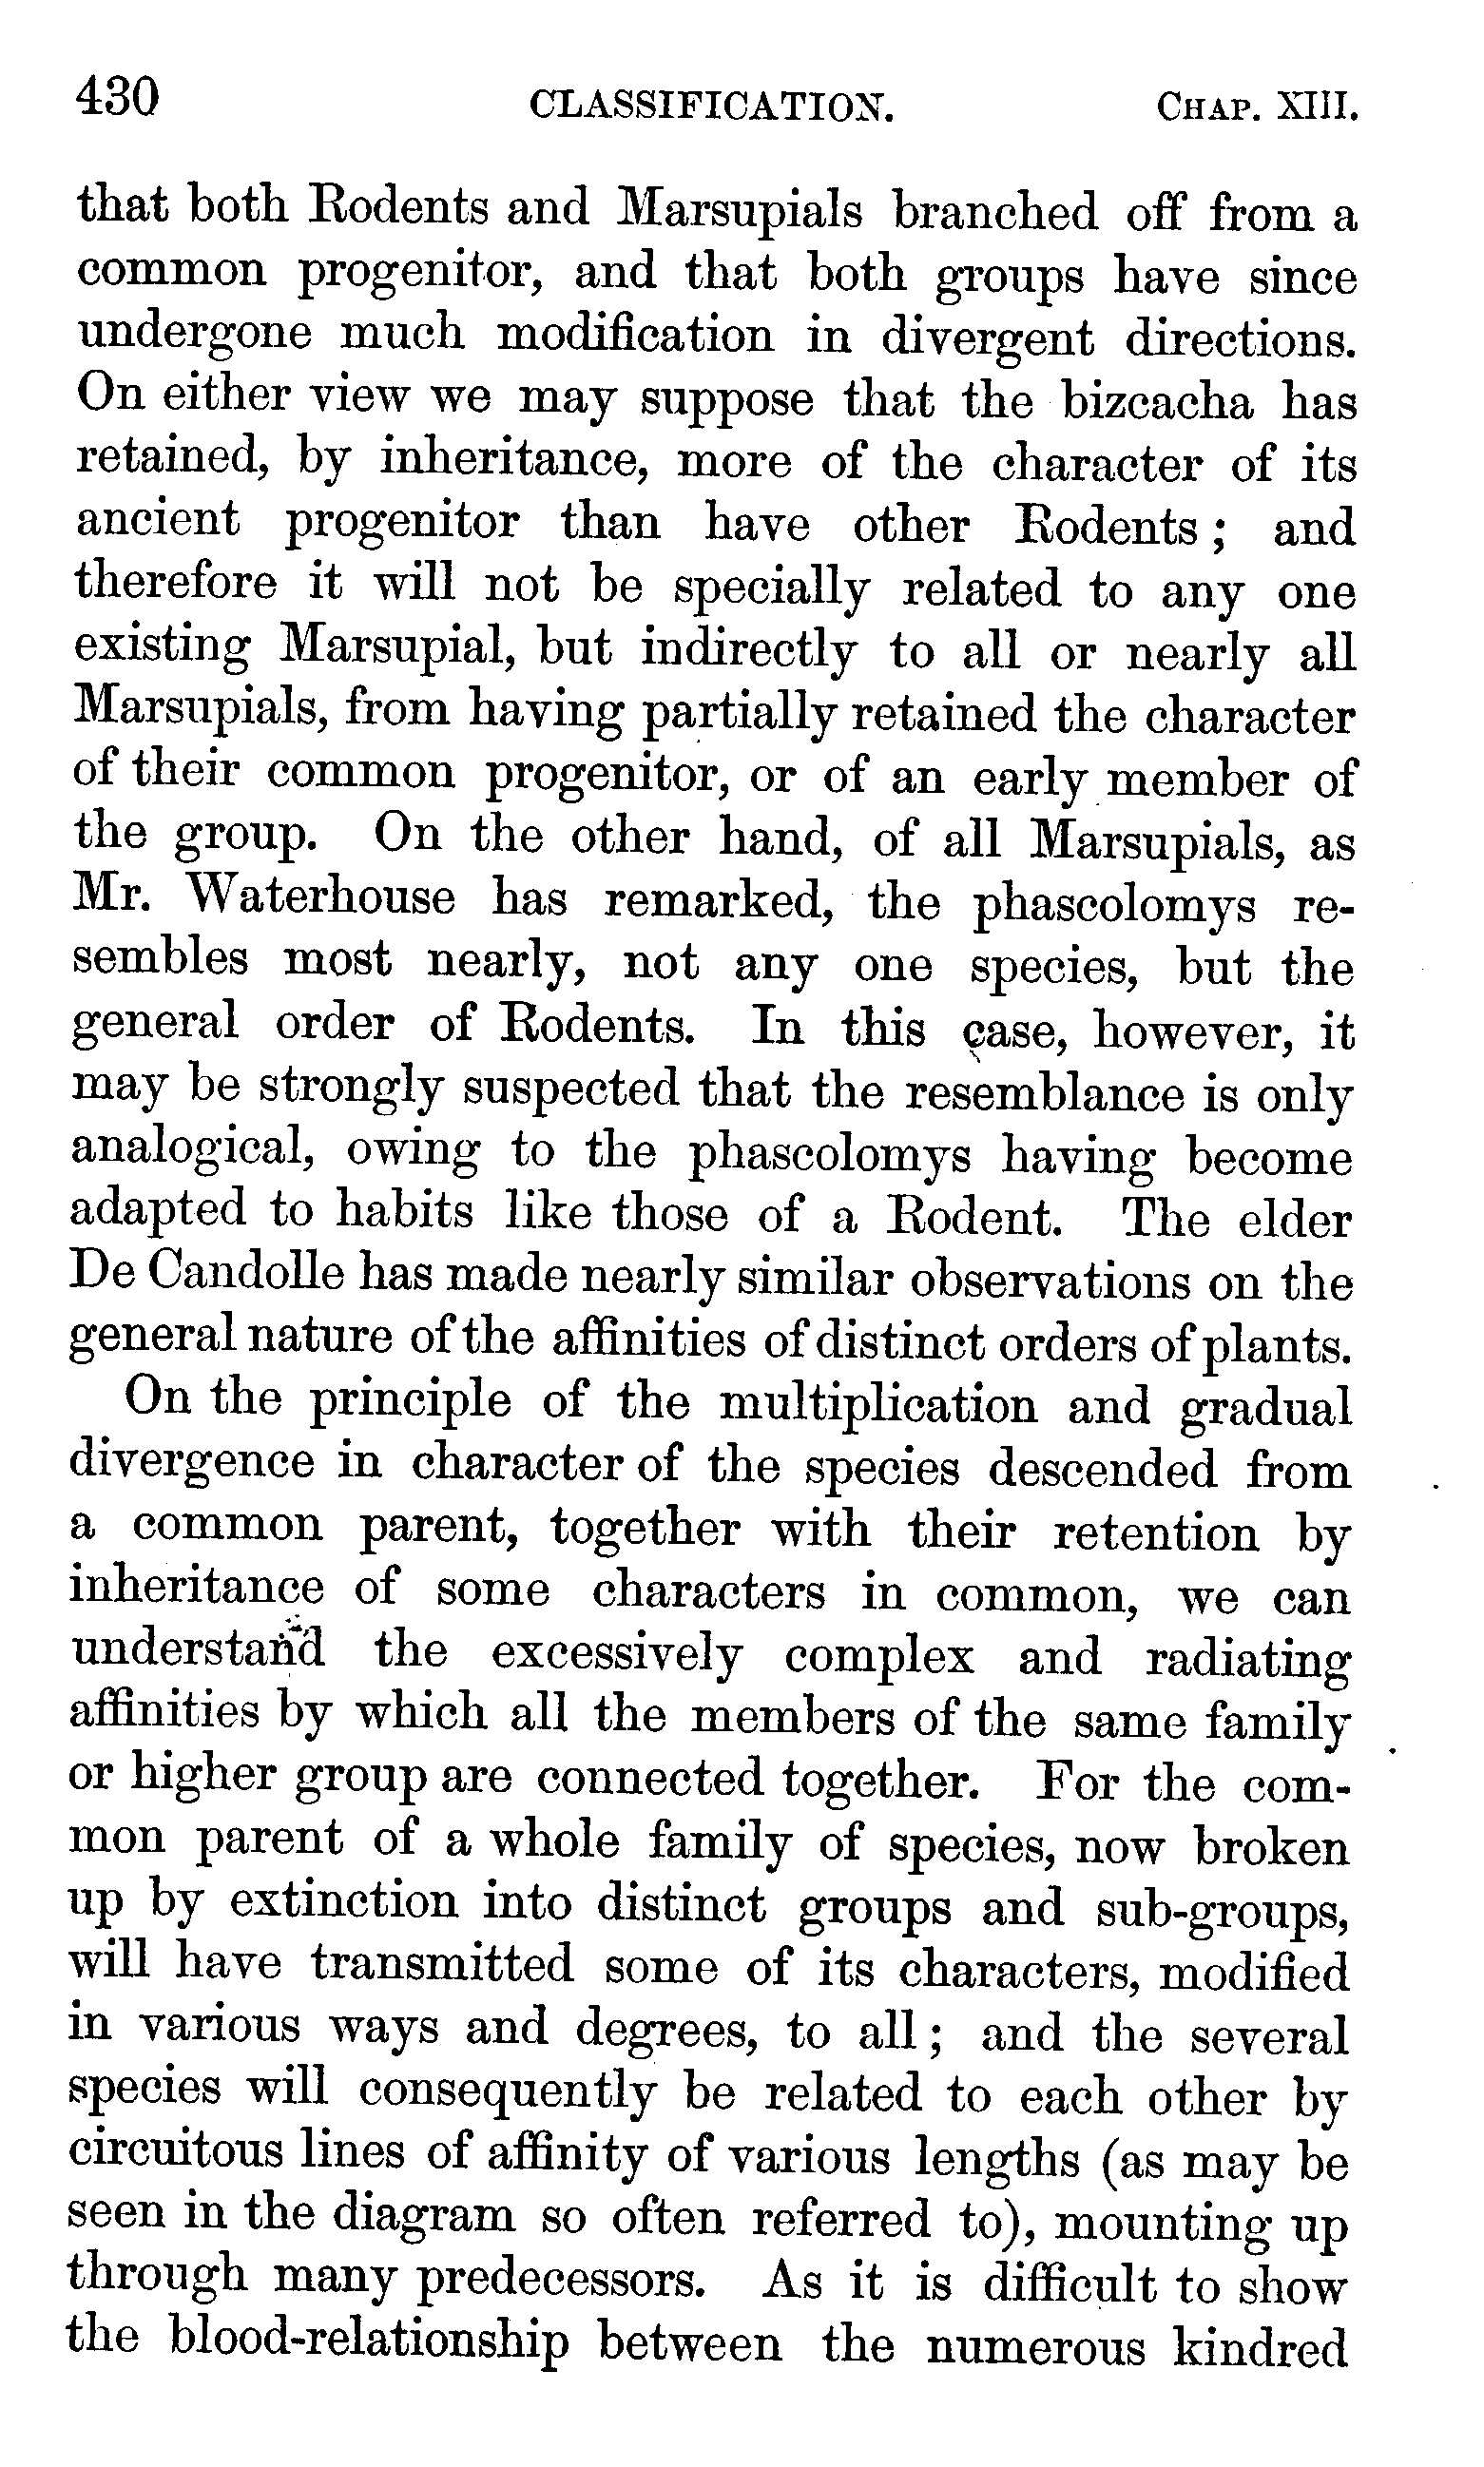 430 CLASSIFICATION. CHAP. XIII.
that both Rodents and Marsupials branched off from a
common progenitor, and that both groups have since
undergone much modification in divergent directions.
On either view we may suppose that the bizcacha has
retained, by inheritance, more of the character of its
ancient progenitor than have other Rodents; and
therefore it will not be specially related to any one
existing Marsupial, but indirectly to all or nearly all
Marsupials, from having partially retained the character
of their common progenitor, or of an early member of
the group. On the other hand, of all Marsupials, as
Mr. Waterhouse has remarked, the phascolomys re-
sembles most nearly, not any one species, but the
general order of Rodents. In this case, however, it
may be strongly suspected that the resemblance is only
analogical, owing to the phascolomys having become
adapted to habits like those of a Rodent. The elder
De Candolle has made nearly similar observations on the
general nature of the affinities of distinct orders of plants.
On the principle of the multiplication and gradual
divergence in character of the species descended from
a common parent, together with their retention by
inheritance of some characters in common, we can
understand the excessively complex and radiating
affinities by which all the members of the same family
or higher group are connected together. For the com-
mon parent of a whole family of species, now broken
up by extinction into distinct groups and sub-groups,
will have transmitted some of its characters, modified
in various ways and degrees, to all; and the several
species will consequently be related to each other by
circuitous lines of affinity of various lengths (as may be
seen in the diagram so often referred to), mounting up
through many predecessors. As it is difficult to show
the blood-relationship between the numerous kindred